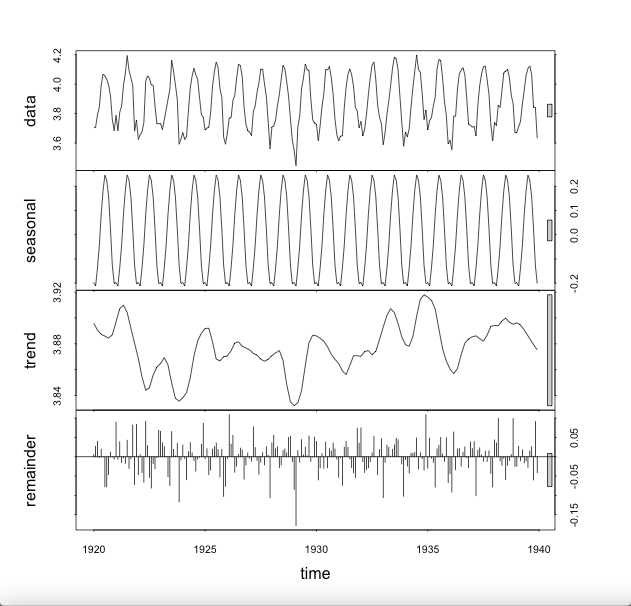 data
3.6 3.8 4.0 4.2
seasonal
-0.2 0.0 0.1 0.2
trend
3.84 3.88 3.92
remainder
-0.15 -0.05 0.05
1920 1925 1930 1935 1940
time